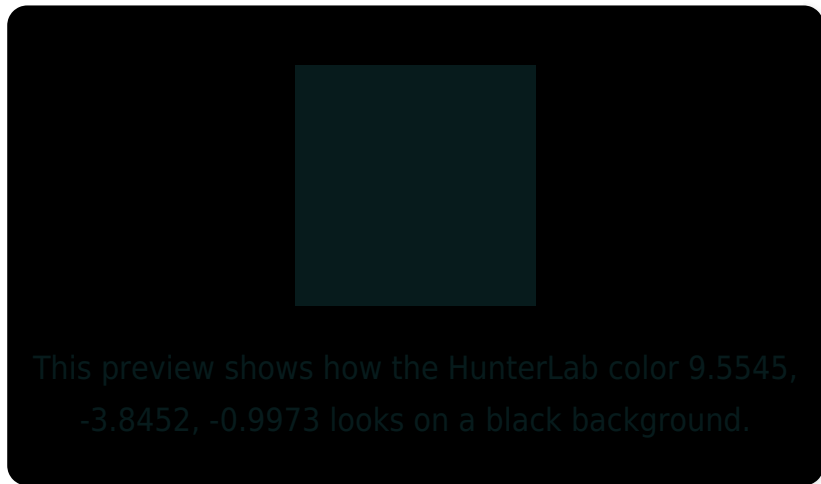 This preview shows how the HunterLab color 9.5545,
-3.8452, -0.9973 looks on a black background.